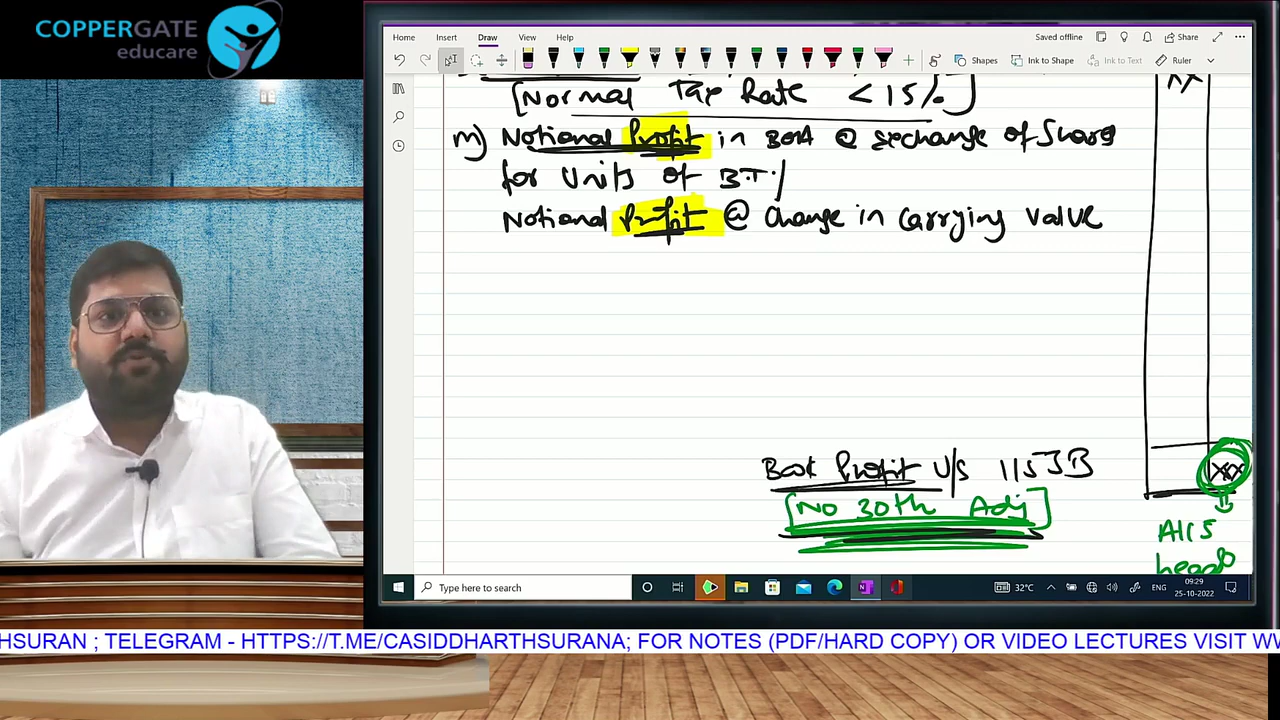 COPPERGATE
educare
Home Insert Draw View Help
Saved offline
Share
Shapes
Ink to Shape
Ink to Text
Ruler
[Normal Tax Rate < 15%]
XX
m) Notional Profit in BOA @ exchange of Shares
for Units of B.T./
Notional Profit @ Change in Carrying value
Book Profit U/s 115JB
XXX
[No 30th Adj]
All 5
heads
Type here to search
32°C
ENG
09:29
25-10-2022
HSURAN ; TELEGRAM - HTTPS://T.ME/CASIDDHARTHSURANA; FOR NOTES (PDF/HARD COPY) OR VIDEO LECTURES VISIT WW